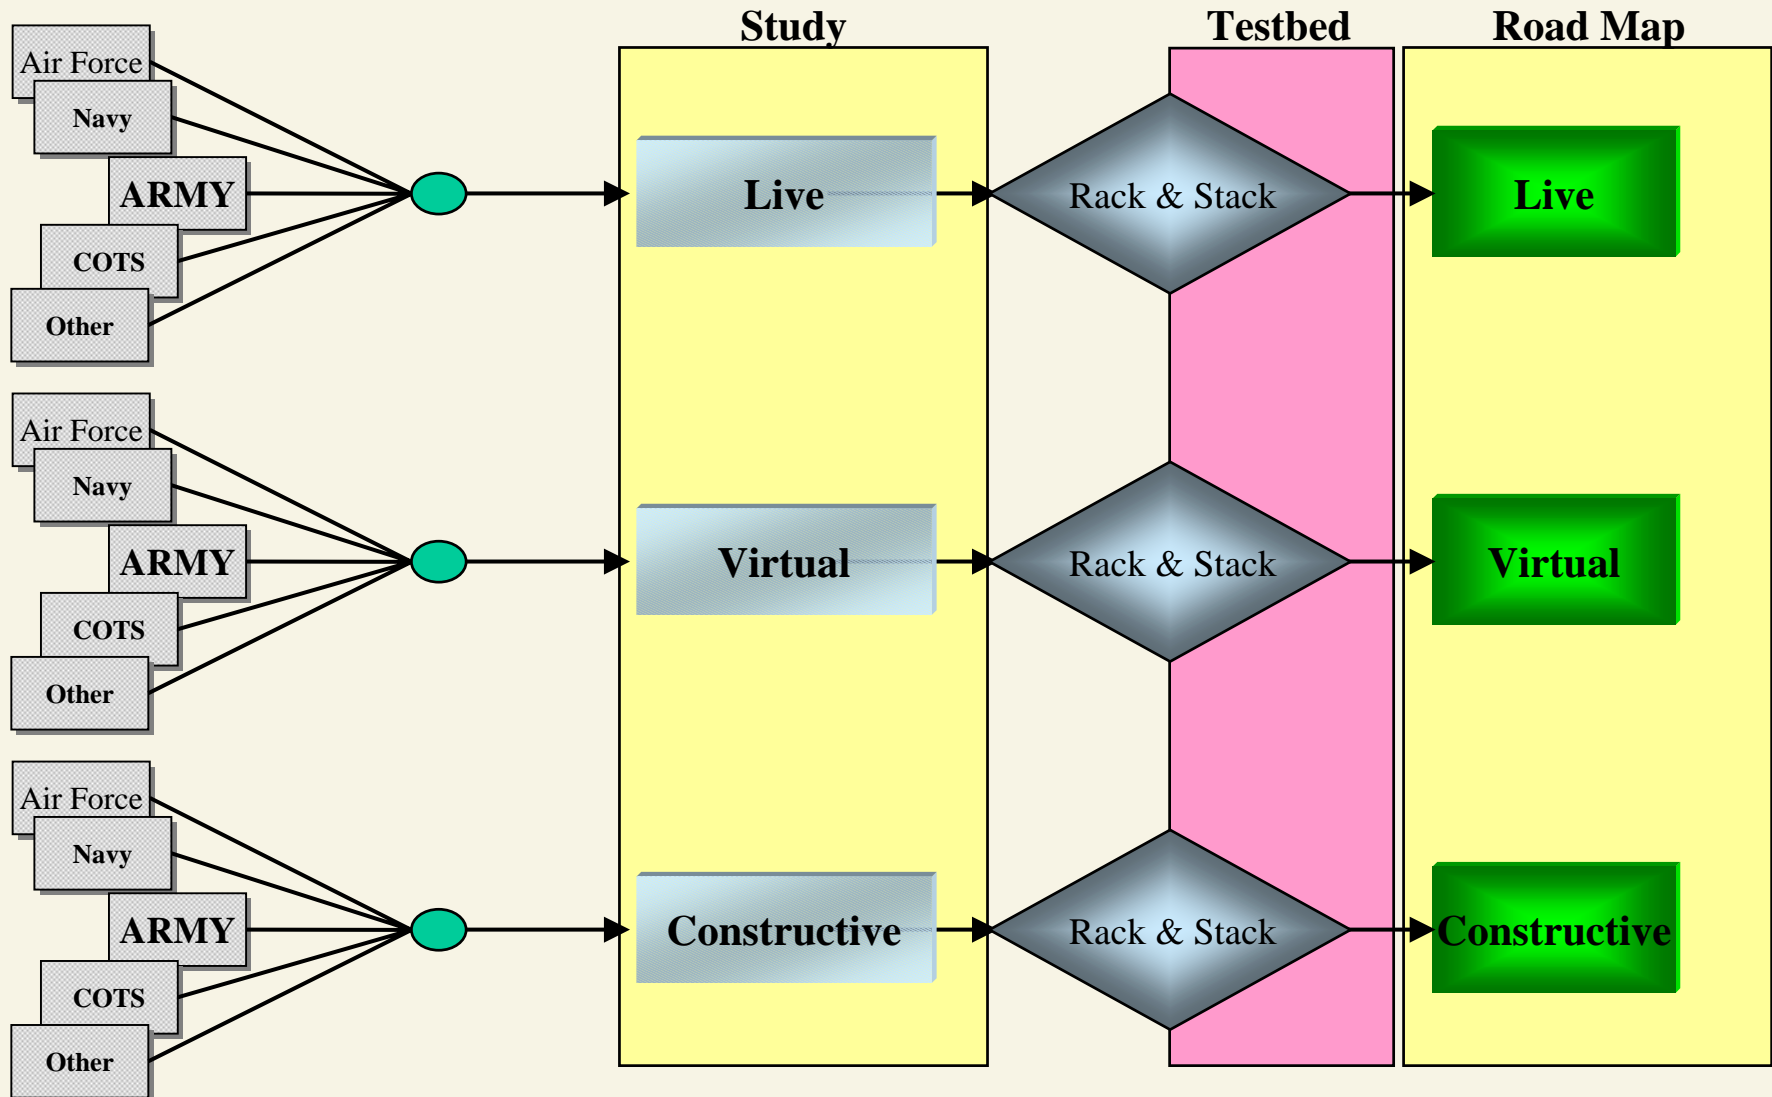 Study
Testbed
Road Map
Air Force
Navy
ARMY
COTS
Other
Live
Rack & Stack
Live
Air Force
Navy
ARMY
COTS
Other
Virtual
Rack & Stack
Virtual
Air Force
Navy
ARMY
COTS
Other
Constructive
Rack & Stack
Constructive